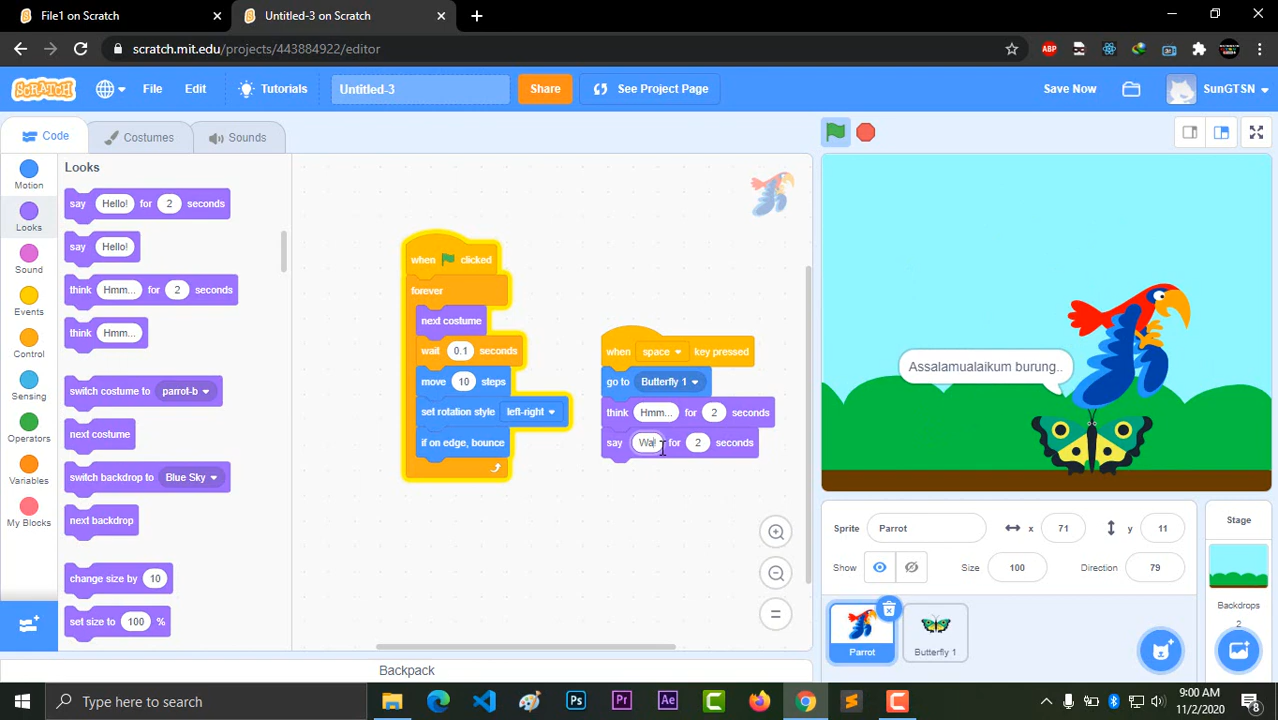 File1 on Scratch
Untitled-3 on Scratch
scratch.mit.edu/projects/443884922/editor
ABP
SCRATCH
File
Edit
Tutorials
Untitled-3
Share
See Project Page
Save Now
SunGTSN
Code
Costumes
Sounds
Motion
Looks
Sound
Events
Control
Sensing
Operators
Variables
My Blocks
Looks
say Hello! for 2 seconds
say Hello!
think Hmm... for 2 seconds
think Hmm...
switch costume to parrot-b
next costume
switch backdrop to Blue Sky
next backdrop
change size by 10
set size to 100 %
when clicked
forever
next costume
wait 0.1 seconds
move 10 steps
set rotation style left-right
if on edge, bounce
when space key pressed
go to Butterfly 1
think Hmm... for 2 seconds
say Wa for 2 seconds
Assalamualaikum burung..
Sprite Parrot x 71 y 11
Show Size 100 Direction 79
Parrot
Butterfly 1
Stage
Backdrops
2
Backpack
Type here to search
Ps
Pr
Ae
9:00 AM
11/2/2020
8